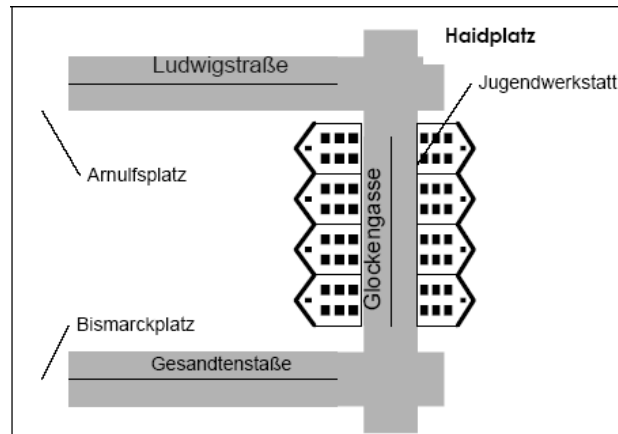 Haidplatz
Ludwigstraße
Jugendwerkstatt
Arnulfsplatz
Glockengasse
Bismarckplatz
Gesandtenstaße